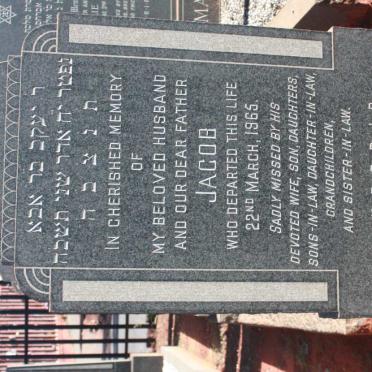 ר יעקב בר אבא
נפטר יח אדר שני תשכה
ת נ צ ב ה
IN CHERISHED MEMORY
OF
MY BELOVED HUSBAND
AND OUR DEAR FATHER
JACOB
WHO DEPARTED THIS LIFE
22ND MARCH, 1965.
SADLY MISSED BY HIS
DEVOTED WIFE, SON, DAUGHTERS,
SONS-IN-LAW, DAUGHTER-IN-LAW,
GRANDCHILDREN,
AND SISTER-IN-LAW.